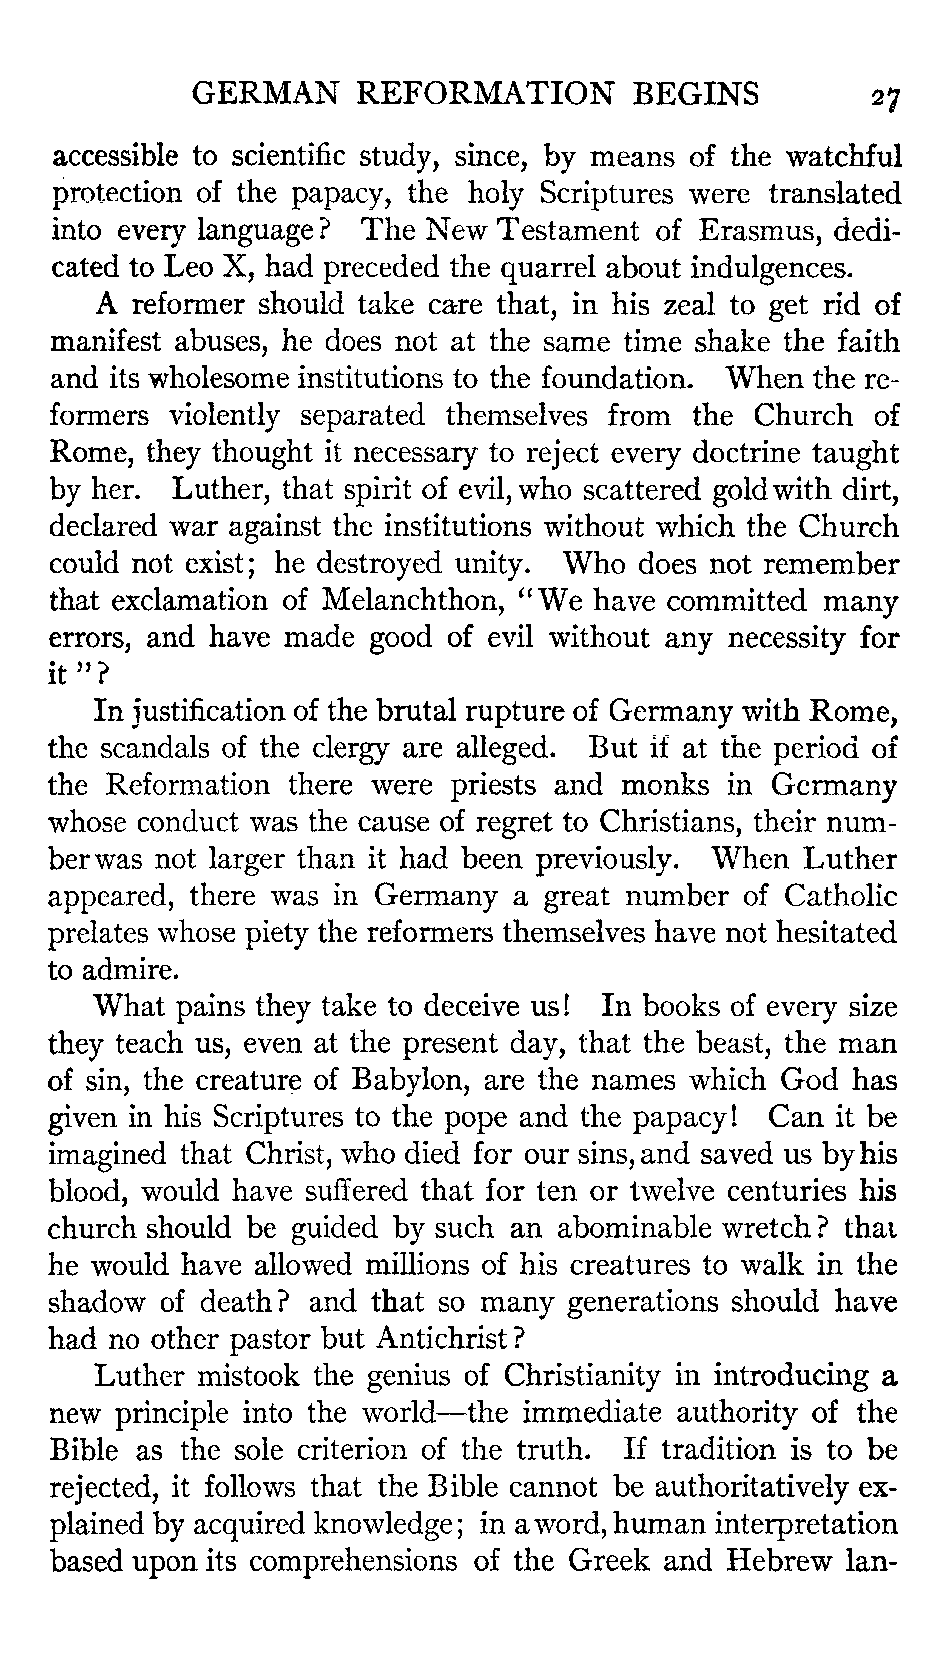 GERMAN REFORMATION BEGINS 27
accessible to scientific study, since, by means of the watchful
protection of the papacy, the holy Scriptures were translated
into every language? The New Testament of Erasmus, dedi-
cated to Leo X, had preceded the quarrel about indulgences.
A reformer should take care that, in his zeal to get rid of
manifest abuses, he does not at the same time shake the faith
and its wholesome institutions to the foundation. When the re-
formers violently separated themselves from the Church of
Rome, they thought it necessary to reject every doctrine taught
by her. Luther, that spirit of evil, who scattered gold with dirt,
declared war against the institutions without which the Church
could not exist; he destroyed unity. Who does not remember
that exclamation of Melanchthon, "We have committed many
errors, and have made good of evil without any necessity for
it"?
In justification of the brutal rupture of Germany with Rome,
the scandals of the clergy are alleged. But if at the period of
the Reformation there were priests and monks in Germany
whose conduct was the cause of regret to Christians, their num-
ber was not larger than it had been previously. When Luther
appeared, there was in Germany a great number of Catholic
prelates whose piety the reformers themselves have not hesitated
to admire.
What pains they take to deceive us! In books of every size
they teach us, even at the present day, that the beast, the man
of sin, the creature of Babylon, are the names which God has
given in his Scriptures to the pope and the papacy! Can it be
imagined that Christ, who died for our sins, and saved us by his
blood, would have suffered that for ten or twelve centuries his
church should be guided by such an abominable wretch? that
he would have allowed millions of his creatures to walk in the
shadow of death? and that so many generations should have
had no other pastor but Antichrist?
Luther mistook the genius of Christianity in introducing a
new principle into the world—the immediate authority of the
Bible as the sole criterion of the truth. If tradition is to be
rejected, it follows that the Bible cannot be authoritatively ex-
plained by acquired knowledge; in a word, human interpretation
based upon its comprehensions of the Greek and Hebrew lan-